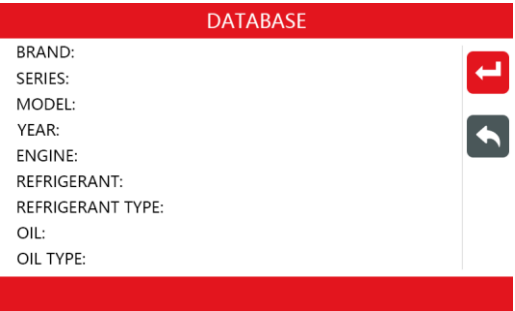 DATABASE
BRAND:
SERIES:
MODEL:
YEAR:
ENGINE:
REFRIGERANT:
REFRIGERANT TYPE:
OIL:
OIL TYPE: